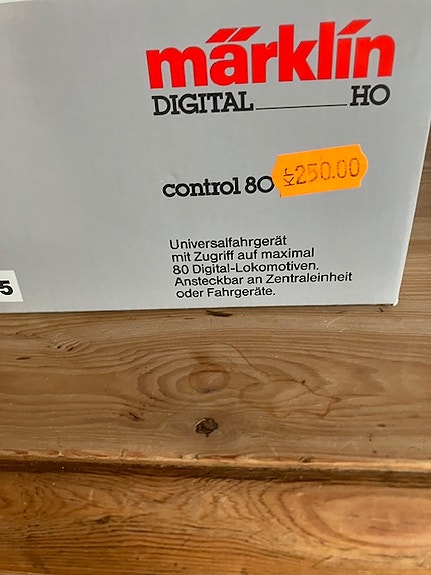 märklin
DIGITAL HO
control 80
KR 250.00
Universalfahrgerät
mit Zugriff auf maximal
80 Digital-Lokomotiven.
Ansteckbar an Zentraleinheit
oder Fahrgeräte.
5